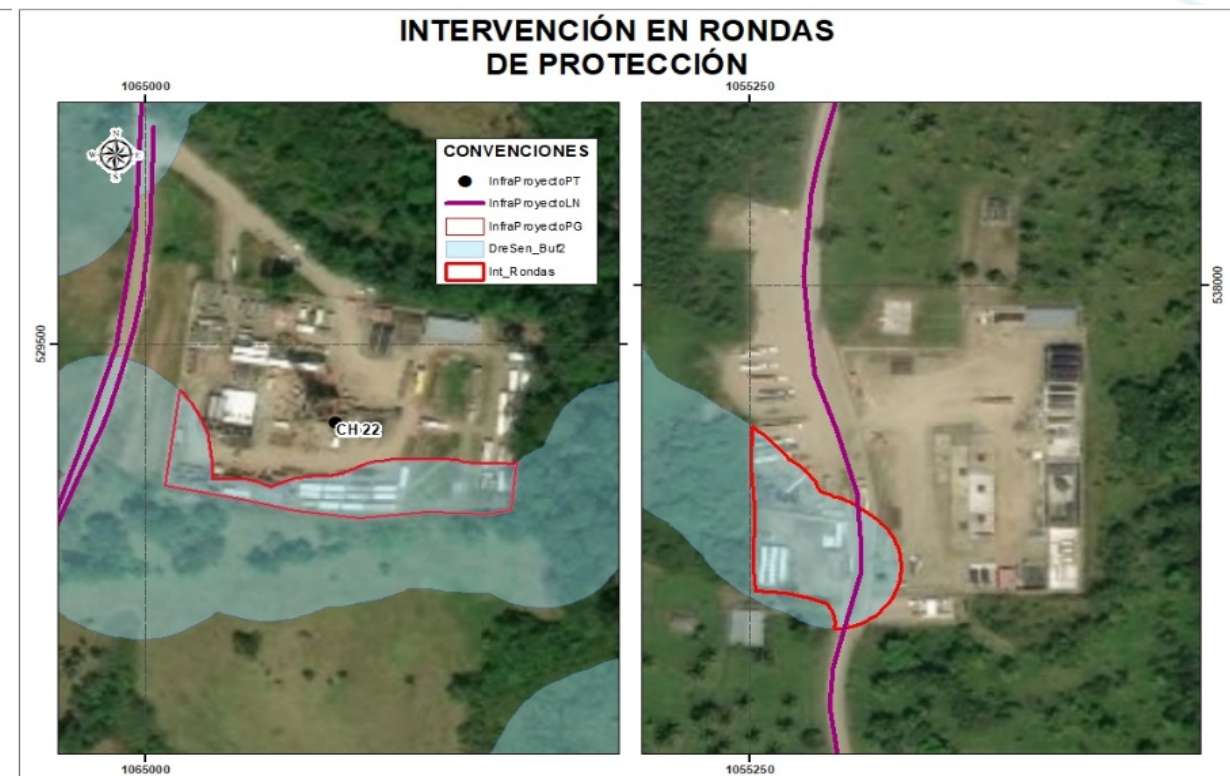 INTERVENCIÓN EN RONDAS
DE PROTECCIÓN
1065000
1055250
N
W
E
S
CONVENCIONES
InfraProyectoPT
InfraProyectoLN
InfraProyectoPG
DreSen_Buf2
Int_Rondas
529500
538000
CH 22
1065000
1055250